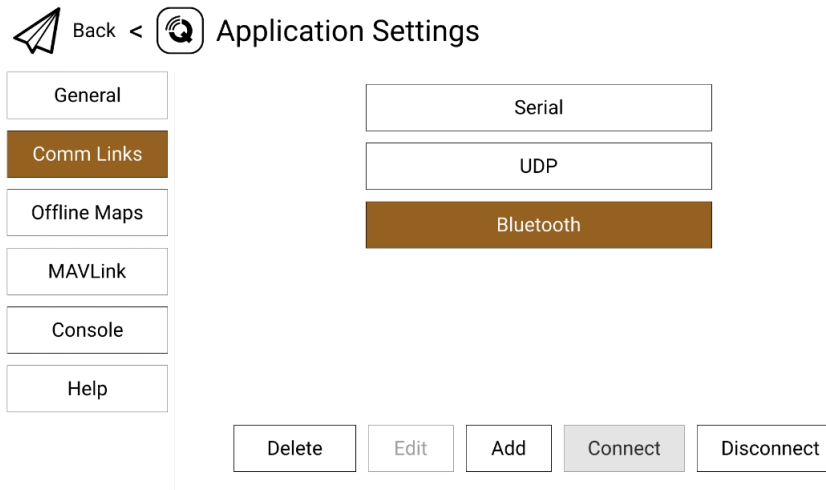 Back < Application Settings
General
Comm Links
Offline Maps
MAVLink
Console
Help
Serial
UDP
Bluetooth
Delete Edit Add Connect Disconnect